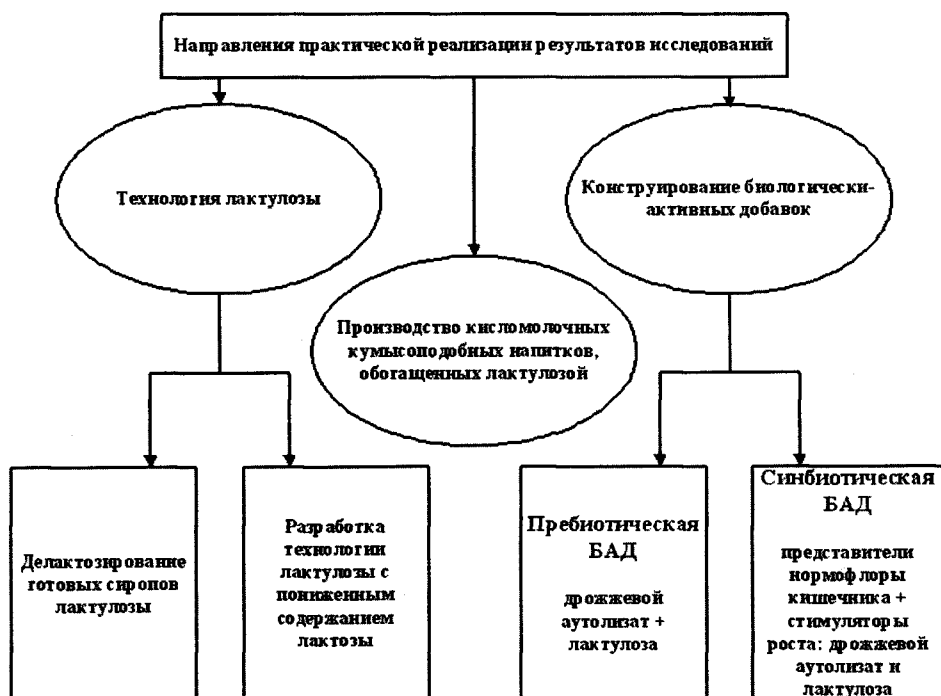 Направления практической реализации результатов исследований
Технология лактулозы
Конструирование биологически-
активных добавок
Производство кисломолочных
кумысоподобных напитков,
обогащенных лактулозой
Делактозирование
готовых сиропов
лактулозы
Разработка
технологии
лактулозы с
пониженным
содержанием
лактозы
Пребиотическая
БАД
дрожжевой
аутолизат +
лактулоза
Синбиотическая
БАД
представители
нормофлоры
кишечника +
стимуляторы
роста: дрожжевой
аутолизат и
лактулоза